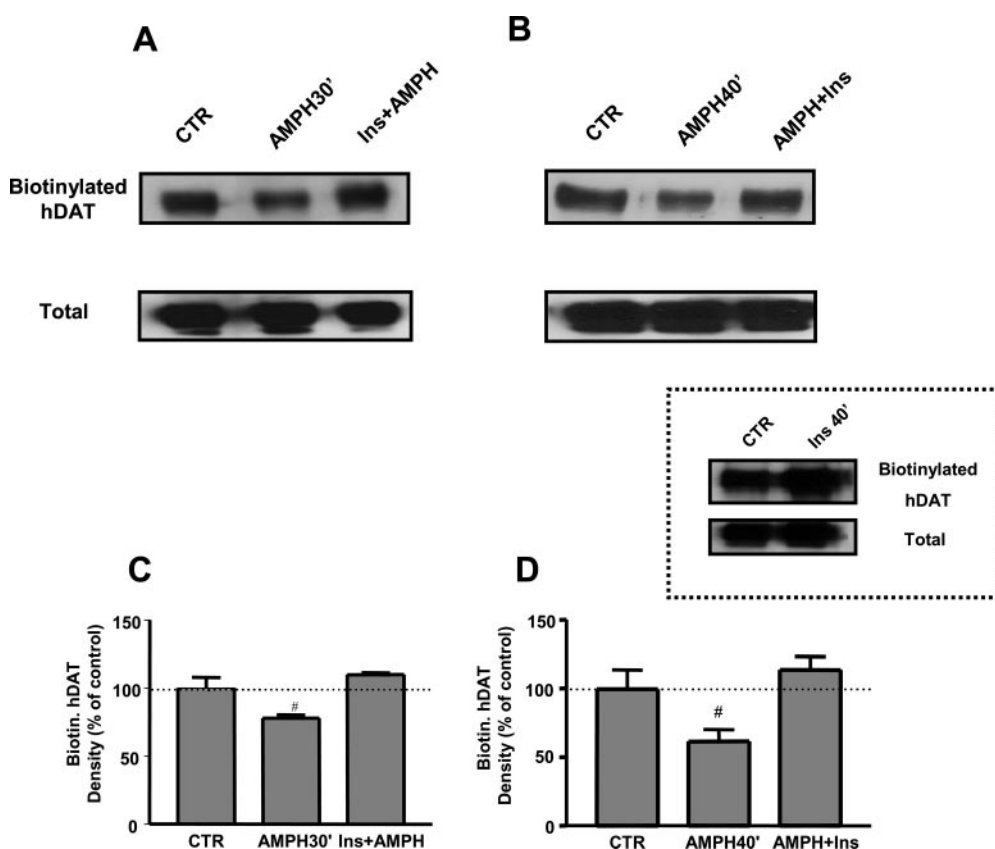 A
B
CTR
AMPH30'
Ins+AMPH
CTR
AMPH40'
AMPH+Ins
Biotinylated
hDAT
Total
CTR
Ins 40'
Biotinylated
hDAT
Total
C
D
Biotin. hDAT
Density (% of control)
150
100
50
0
#
CTR
AMPH30'
Ins+AMPH
Biotin. hDAT
Density (% of control)
150
100
50
0
#
CTR
AMPH40'
AMPH+Ins